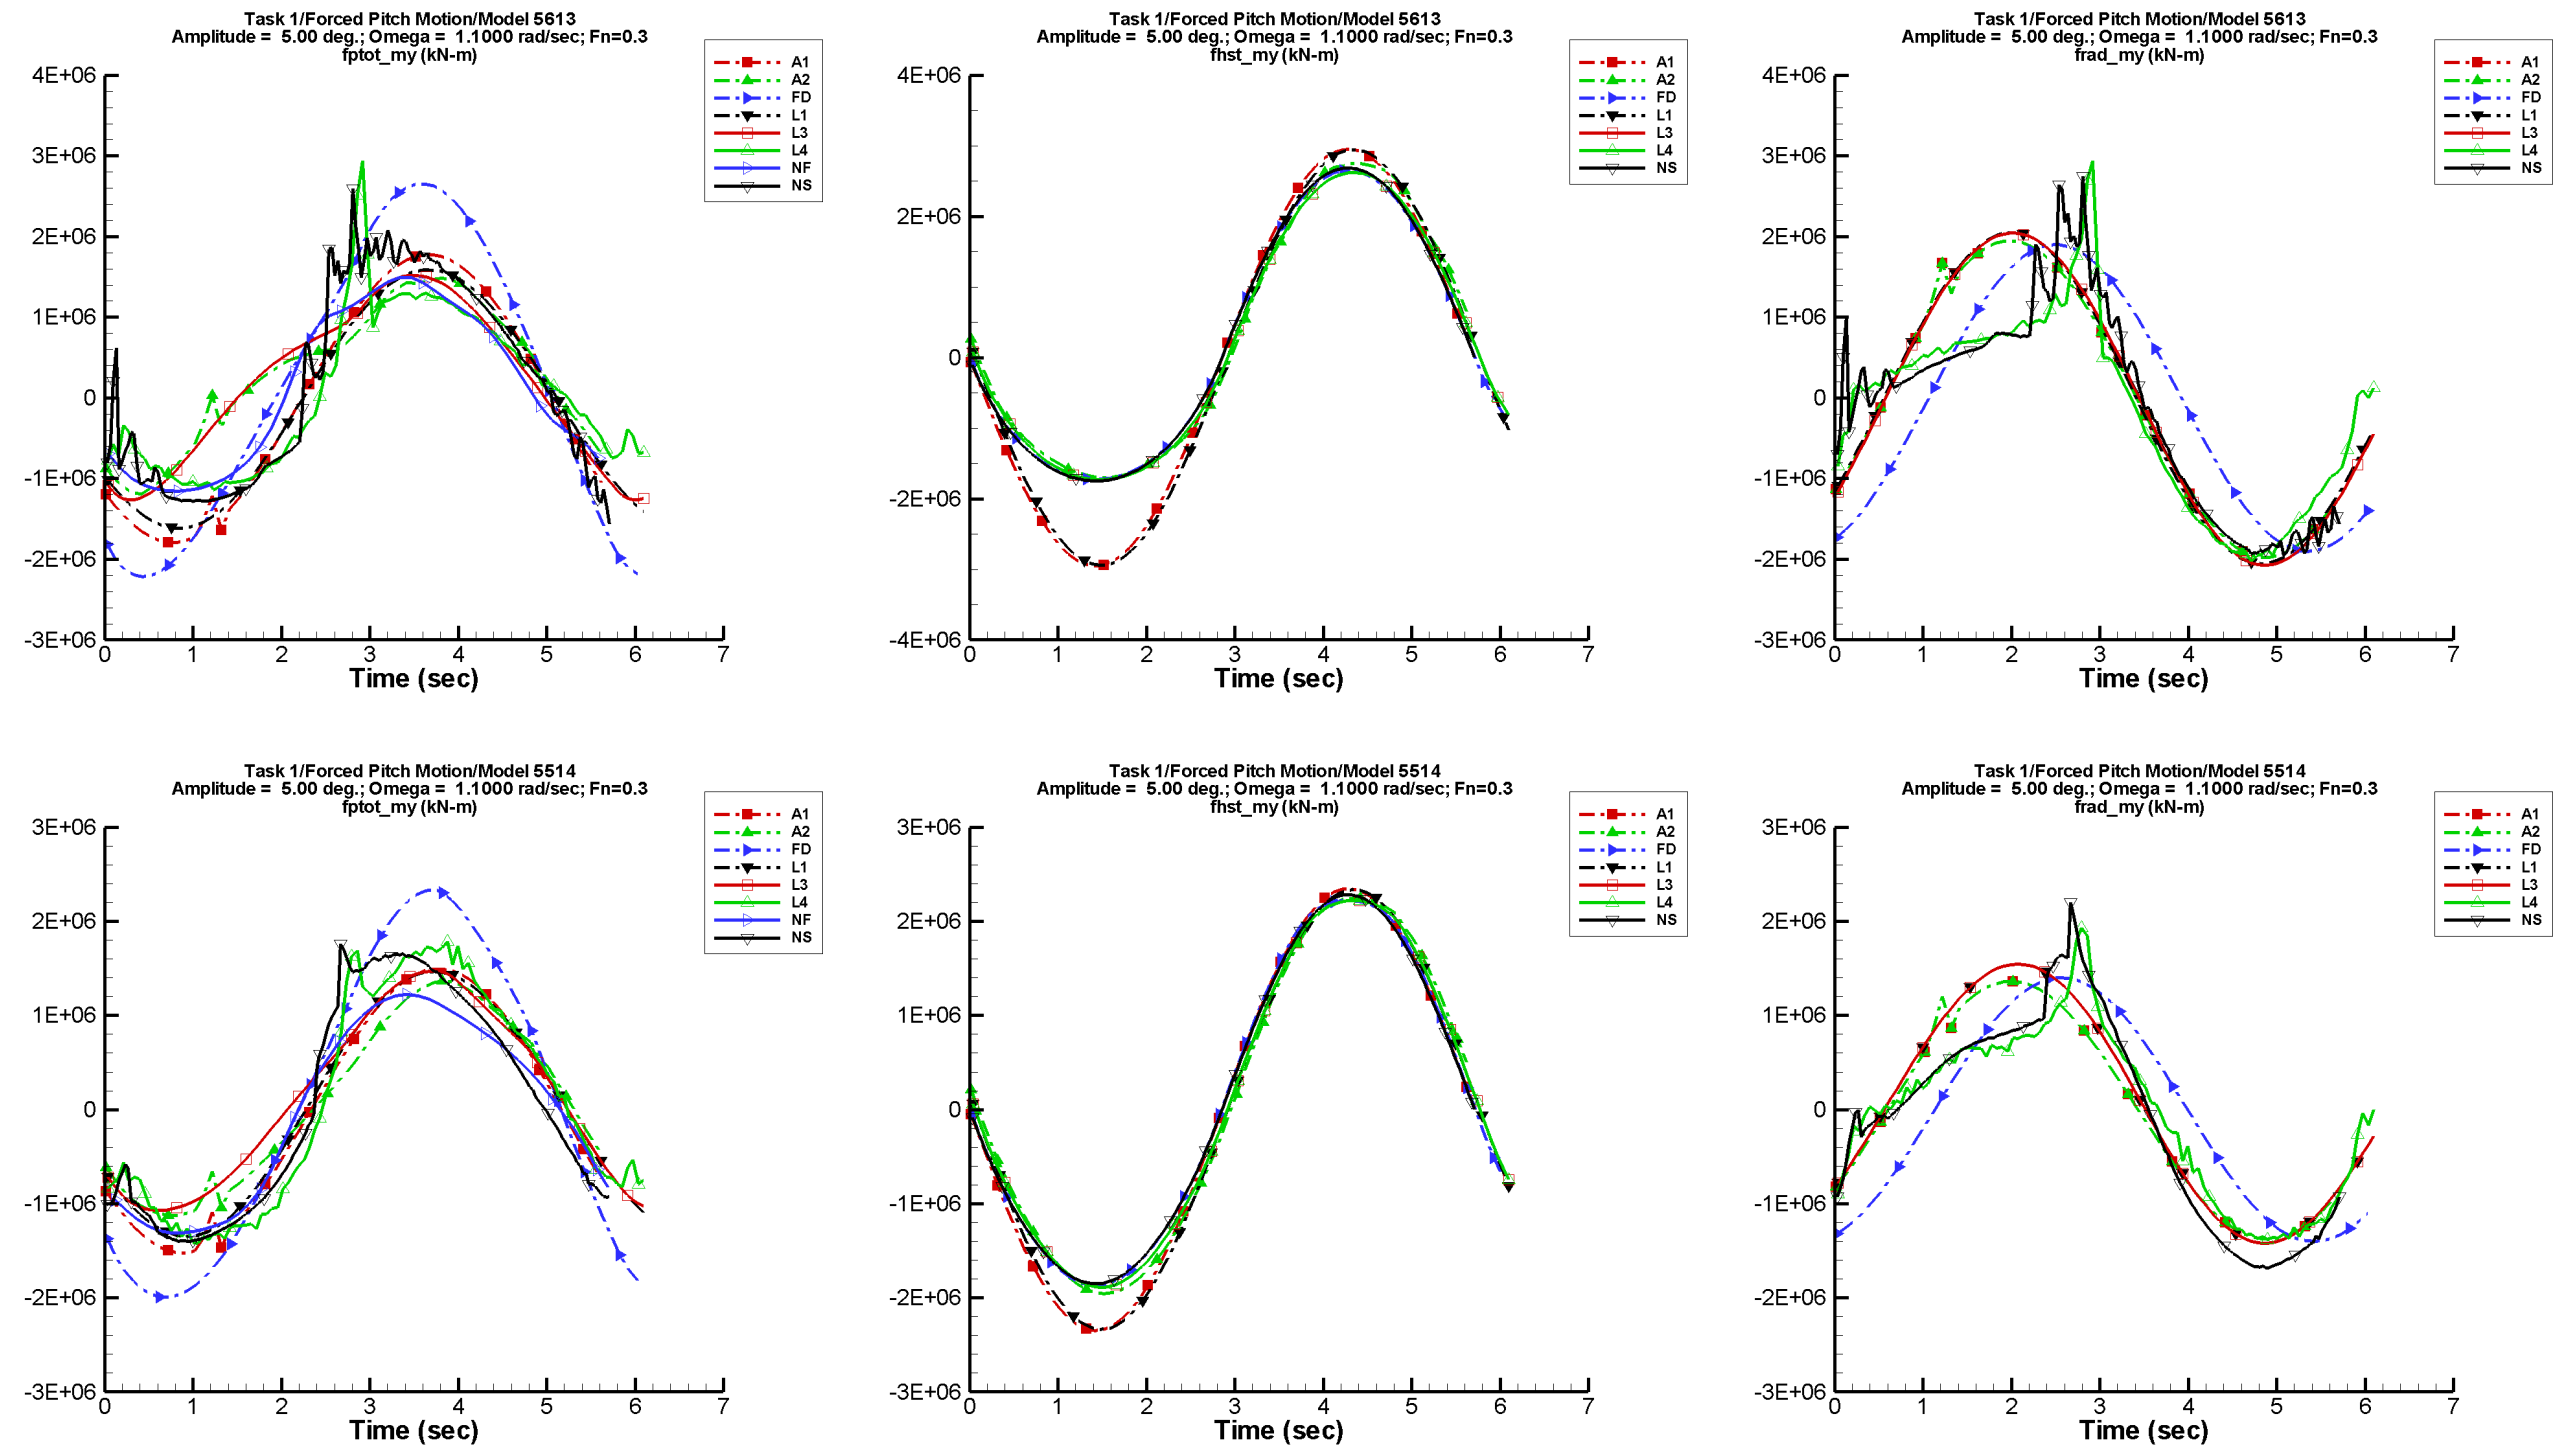 Task 1/Forced Pitch Motion/Model 5613
Amplitude = 5.00 deg.; Omega = 1.1000 rad/sec; Fn=0.3
fptot_my (kN-m)
4E+06
3E+06
2E+06
1E+06
0
-1E+06
-2E+06
-3E+06
0 1 2 3 4 5 6 7
Time (sec)
A1
A2
FD
L1
L3
L4
NF
NS
Task 1/Forced Pitch Motion/Model 5613
Amplitude = 5.00 deg.; Omega = 1.1000 rad/sec; Fn=0.3
fhst_my (kN-m)
4E+06
2E+06
0
-2E+06
-4E+06
0 1 2 3 4 5 6 7
Time (sec)
A1
A2
FD
L1
L3
L4
NS
Task 1/Forced Pitch Motion/Model 5613
Amplitude = 5.00 deg.; Omega = 1.1000 rad/sec; Fn=0.3
frad_my (kN-m)
4E+06
3E+06
2E+06
1E+06
0
-1E+06
-2E+06
-3E+06
0 1 2 3 4 5 6 7
Time (sec)
A1
A2
FD
L1
L3
L4
NS
Task 1/Forced Pitch Motion/Model 5514
Amplitude = 5.00 deg.; Omega = 1.1000 rad/sec; Fn=0.3
fptot_my (kN-m)
3E+06
2E+06
1E+06
0
-1E+06
-2E+06
-3E+06
0 1 2 3 4 5 6 7
Time (sec)
A1
A2
FD
L1
L3
L4
NF
NS
Task 1/Forced Pitch Motion/Model 5514
Amplitude = 5.00 deg.; Omega = 1.1000 rad/sec; Fn=0.3
fhst_my (kN-m)
3E+06
2E+06
1E+06
0
-1E+06
-2E+06
-3E+06
0 1 2 3 4 5 6 7
Time (sec)
A1
A2
FD
L1
L3
L4
NS
Task 1/Forced Pitch Motion/Model 5514
Amplitude = 5.00 deg.; Omega = 1.1000 rad/sec; Fn=0.3
frad_my (kN-m)
3E+06
2E+06
1E+06
0
-1E+06
-2E+06
-3E+06
0 1 2 3 4 5 6 7
Time (sec)
A1
A2
FD
L1
L3
L4
NS